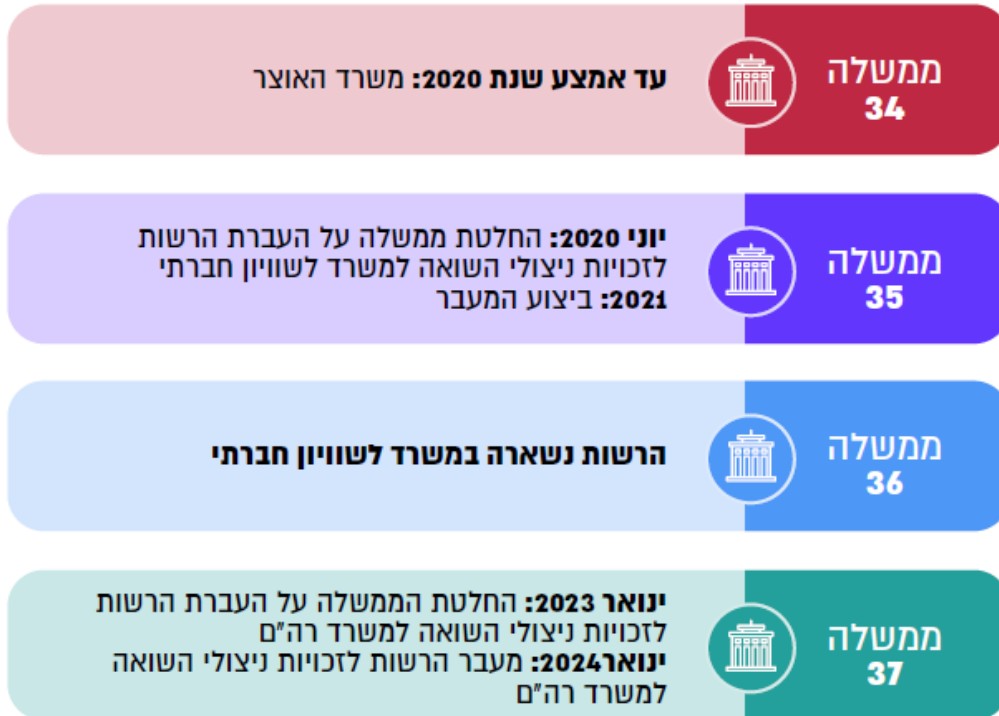 ממשלה
34
עד אמצע שנת 2020: משרד האוצר
ממשלה
35
יוני 2020: החלטת ממשלה על העברת הרשות
לזכויות ניצולי השואה למשרד לשוויון חברתי
2021: ביצוע המעבר
ממשלה
36
הרשות נשארה במשרד לשוויון חברתי
ממשלה
37
ינואר 2023: החלטת הממשלה על העברת הרשות
לזכויות ניצולי השואה למשרד רה"ם
ינואר2024: מעבר הרשות לזכויות ניצולי השואה
למשרד רה"ם